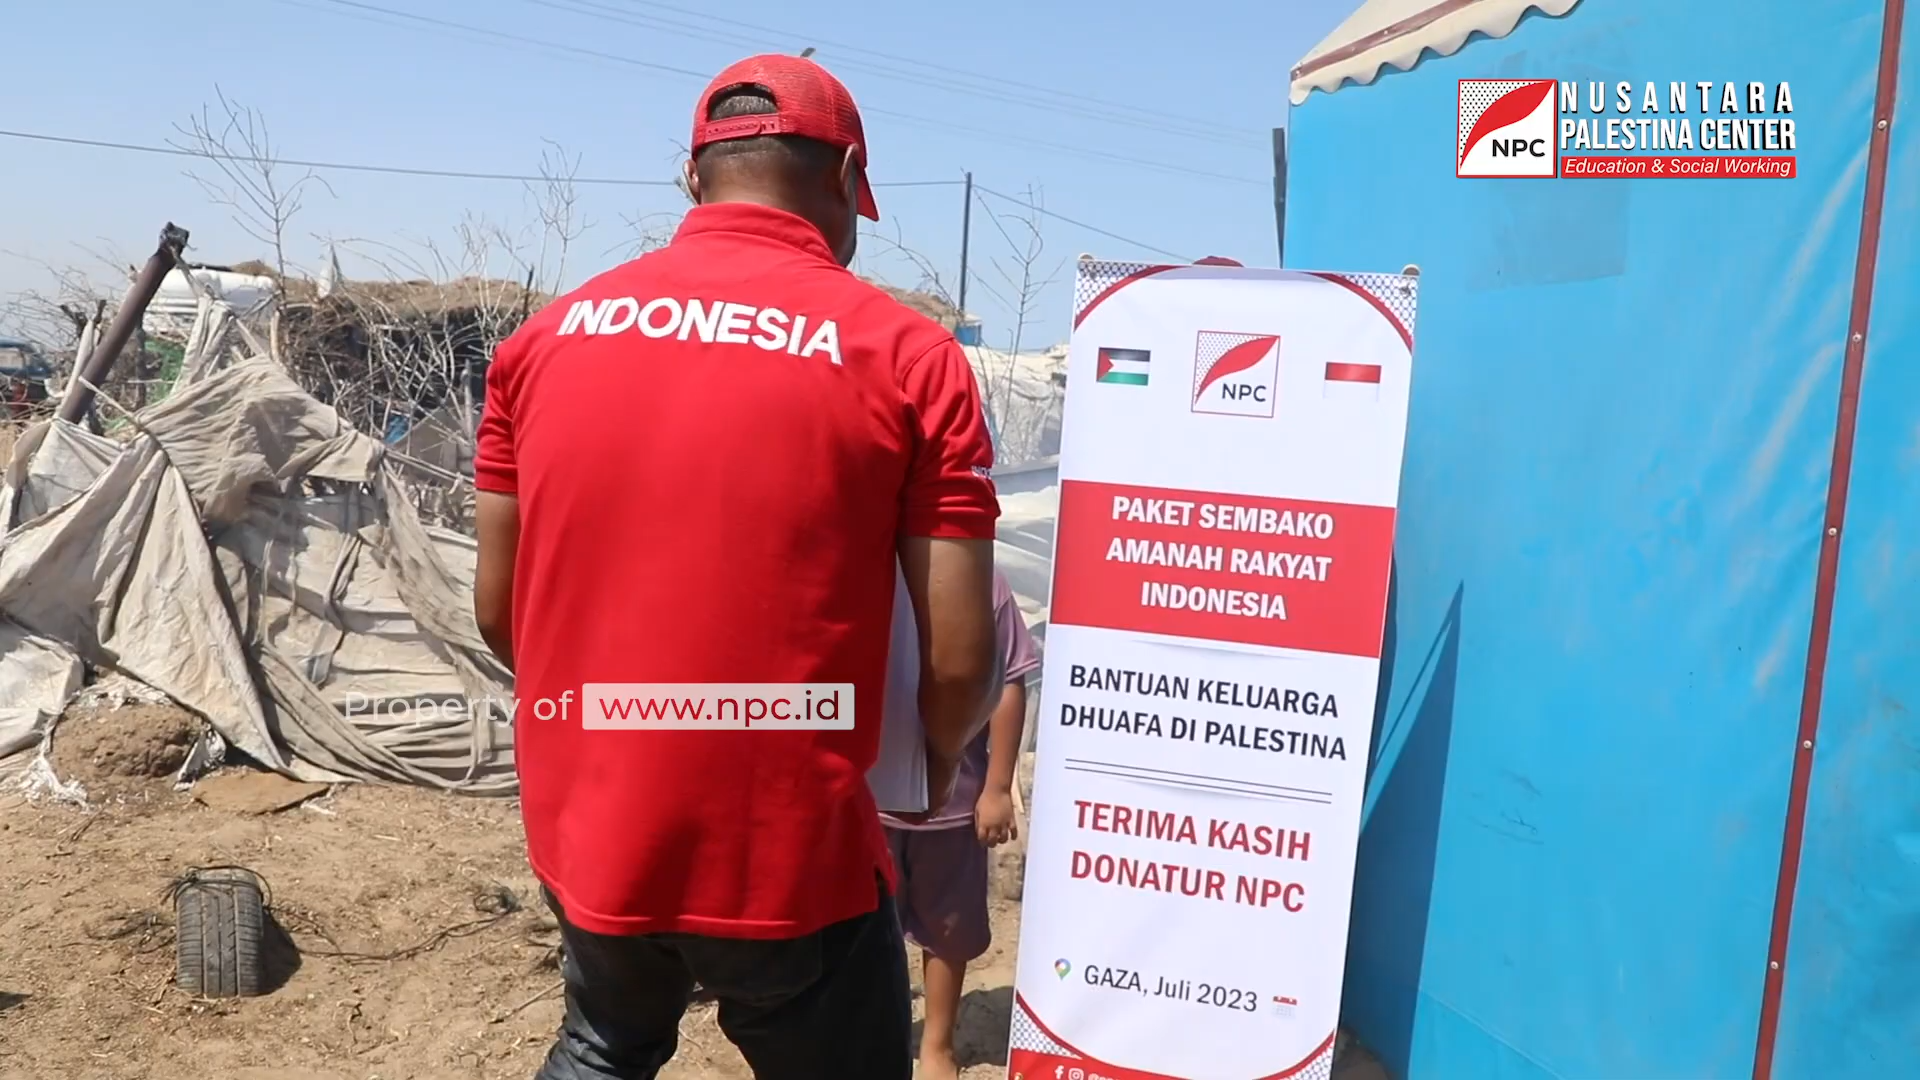 NPC
NUSANTARA
PALESTINA CENTER
Education & Social Working
INDONESIA
NPC
PAKET SEMBAKO
AMANAH RAKYAT
INDONESIA
BANTUAN KELUARGA
DHUAFA DI PALESTINA
TERIMA KASIH
DONATUR NPC
GAZA, Juli 2023
Property of www.npc.id